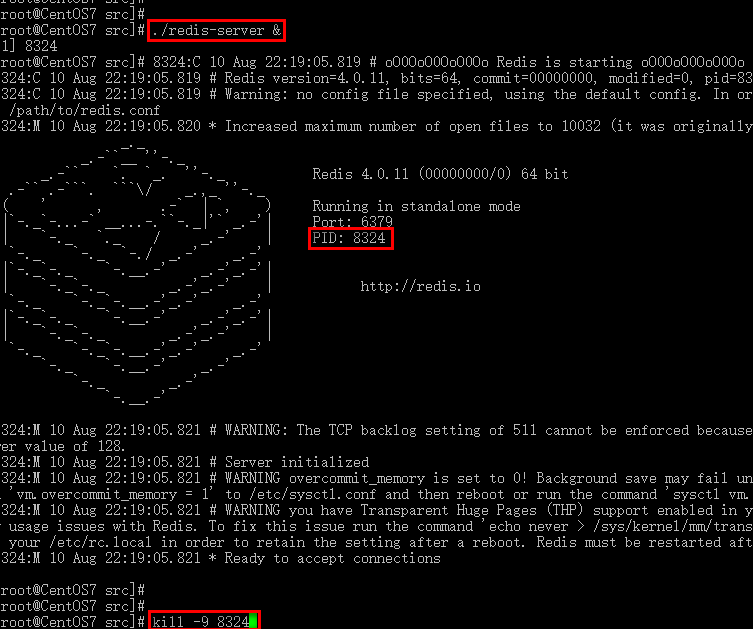 root@CentOS7 src]#
root@CentOS7 src]# ./redis-server &
1] 8324
root@CentOS7 src]# 8324:C 10 Aug 22:19:05.819 # oO0OoO0OoO0Oo Redis is starting oO0OoO0OoO0Oo
324:C 10 Aug 22:19:05.819 # Redis version=4.0.11, bits=64, commit=00000000, modified=0, pid=83
324:C 10 Aug 22:19:05.819 # Warning: no config file specified, using the default config. In or
/path/to/redis.conf
324:M 10 Aug 22:19:05.820 * Increased maximum number of open files to 10032 (it was originally
Redis 4.0.11 (00000000/0) 64 bit
Running in standalone mode
Port: 6379
PID: 8324
http://redis.io
324:M 10 Aug 22:19:05.821 # WARNING: The TCP backlog setting of 511 cannot be enforced because
er value of 128.
324:M 10 Aug 22:19:05.821 # Server initialized
324:M 10 Aug 22:19:05.821 # WARNING overcommit_memory is set to 0! Background save may fail un
'vm.overcommit_memory = 1' to /etc/sysctl.conf and then reboot or run the command 'sysctl vm.
324:M 10 Aug 22:19:05.821 # WARNING you have Transparent Huge Pages (THP) support enabled in y
usage issues with Redis. To fix this issue run the command 'echo never > /sys/kernel/mm/trans
your /etc/rc.local in order to retain the setting after a reboot. Redis must be restarted aft
324:M 10 Aug 22:19:05.821 * Ready to accept connections
root@CentOS7 src]#
root@CentOS7 src]#
root@CentOS7 src]# kill -9 8324